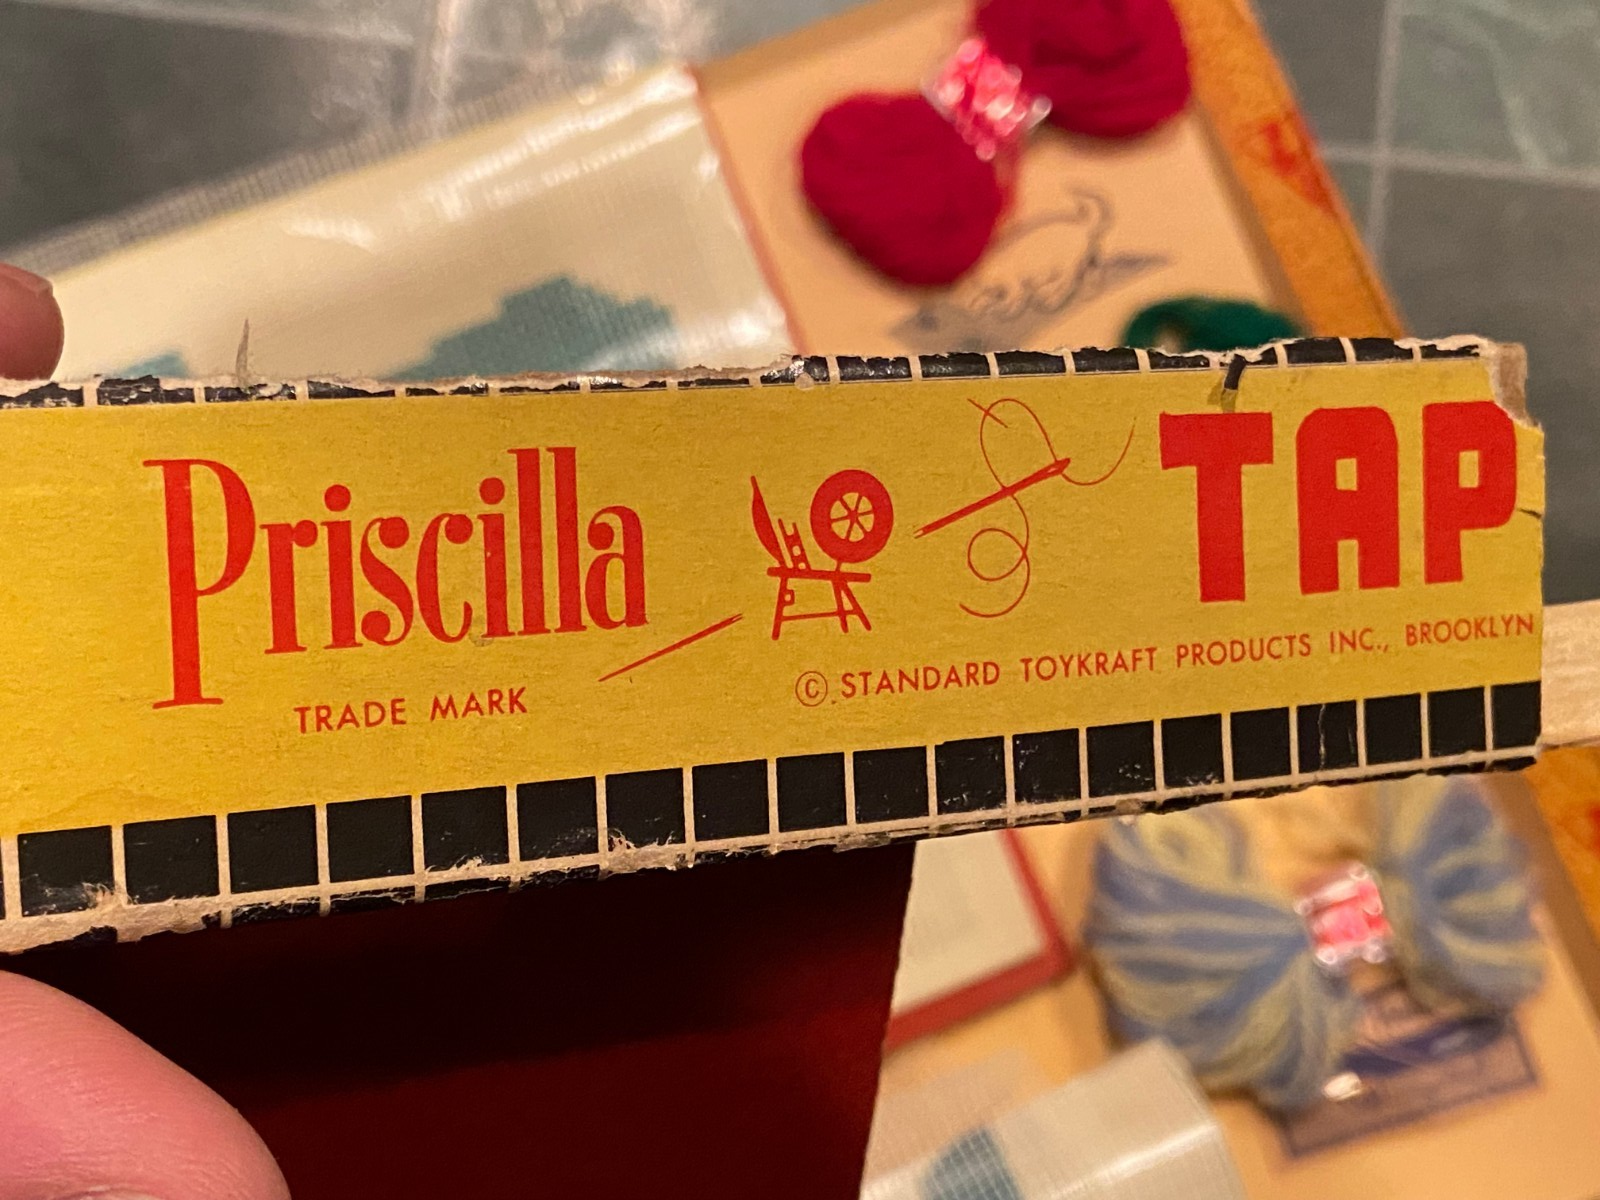 Priscilla TAP
TRADE MARK
© STANDARD TOYKRAFT PRODUCTS INC., BROOKLYN